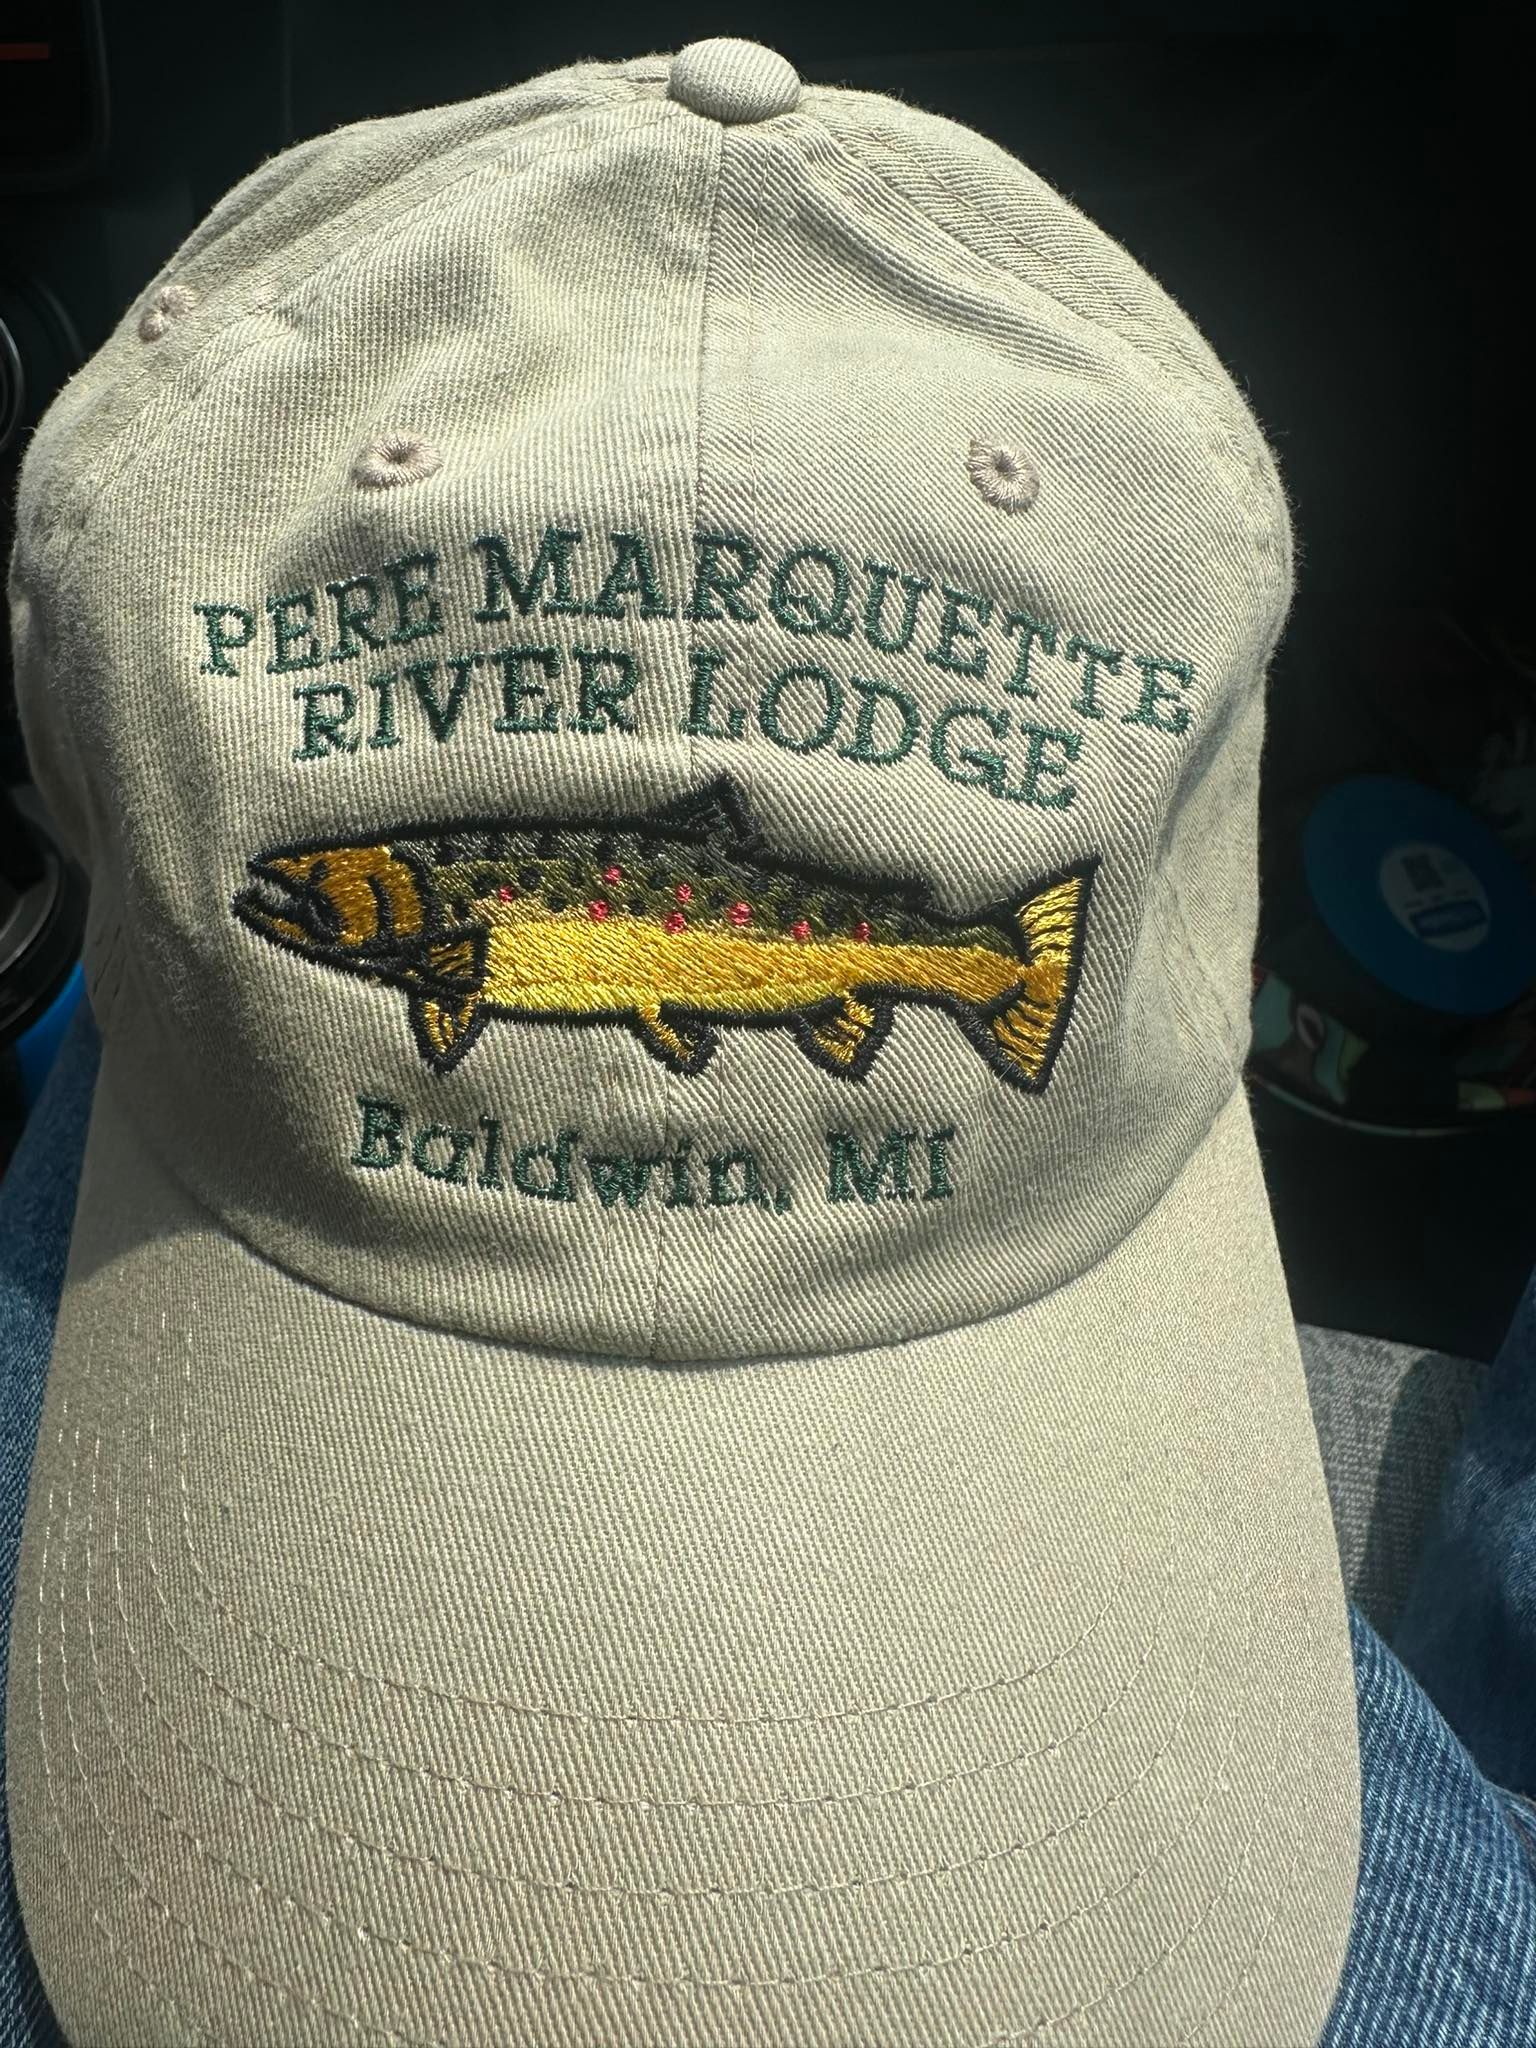 PERE MARQUETTE
RIVER LODGE
Baldwin, MI